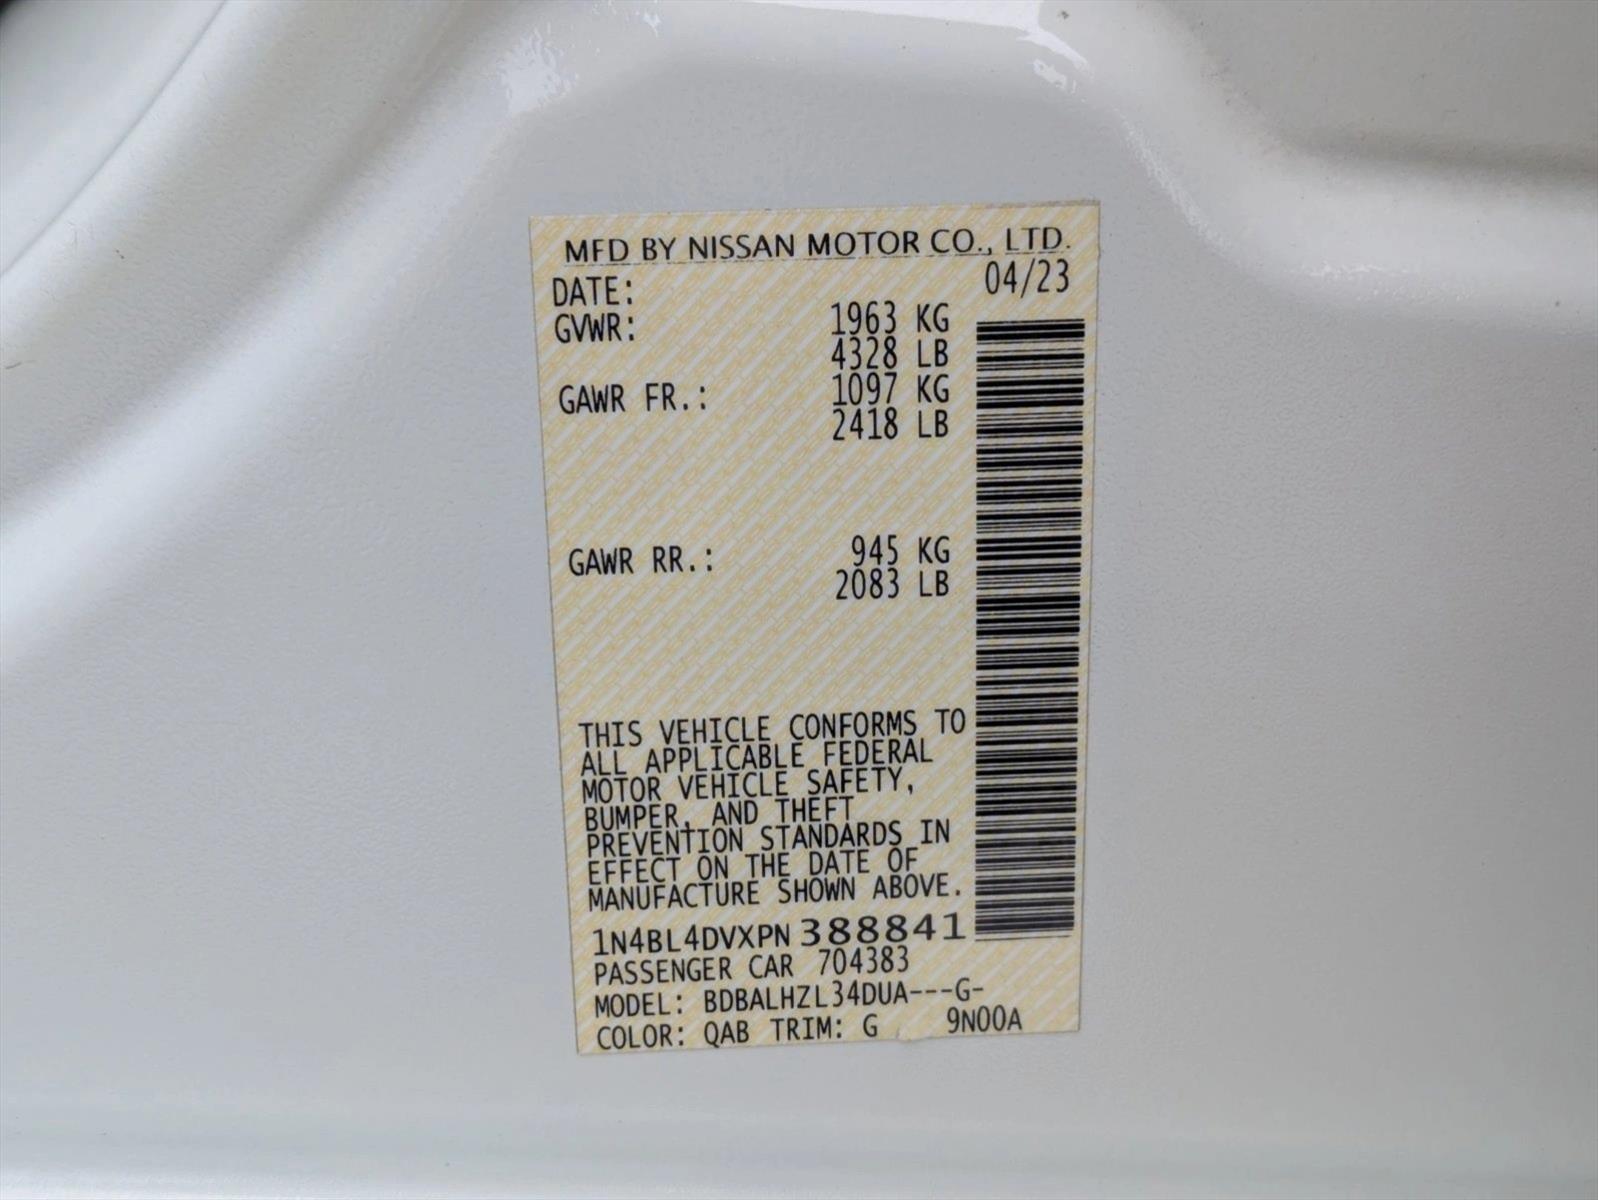 MFD BY NISSAN MOTOR CO., LTD.
DATE: 04/23
GVWR: 1963 KG
4328 LB
GAWR FR.: 1097 KG
2418 LB
GAWR RR.: 945 KG
2083 LB
THIS VEHICLE CONFORMS TO
ALL APPLICABLE FEDERAL
MOTOR VEHICLE SAFETY,
BUMPER, AND THEFT
PREVENTION STANDARDS IN
EFFECT ON THE DATE OF
MANUFACTURE SHOWN ABOVE.
1N4BL4DVXPN388841
PASSENGER CAR 704383
MODEL: BDBALHZL34DUA---G-
COLOR: QAB TRIM: G 9N00A